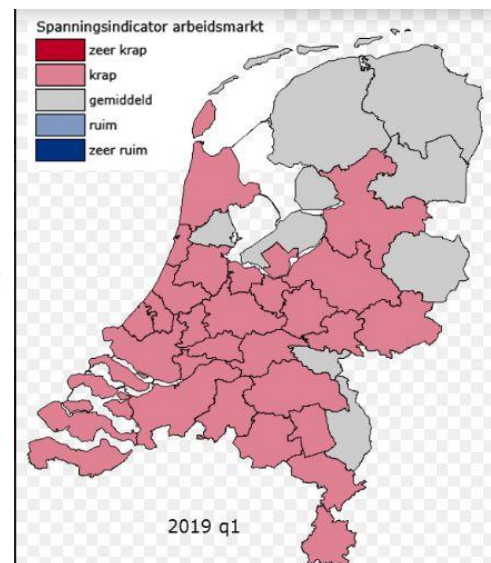 Spanningsindicator arbeidsmarkt
zeer krap
krap
gemiddeld
ruim
zeer ruim
2019 q1